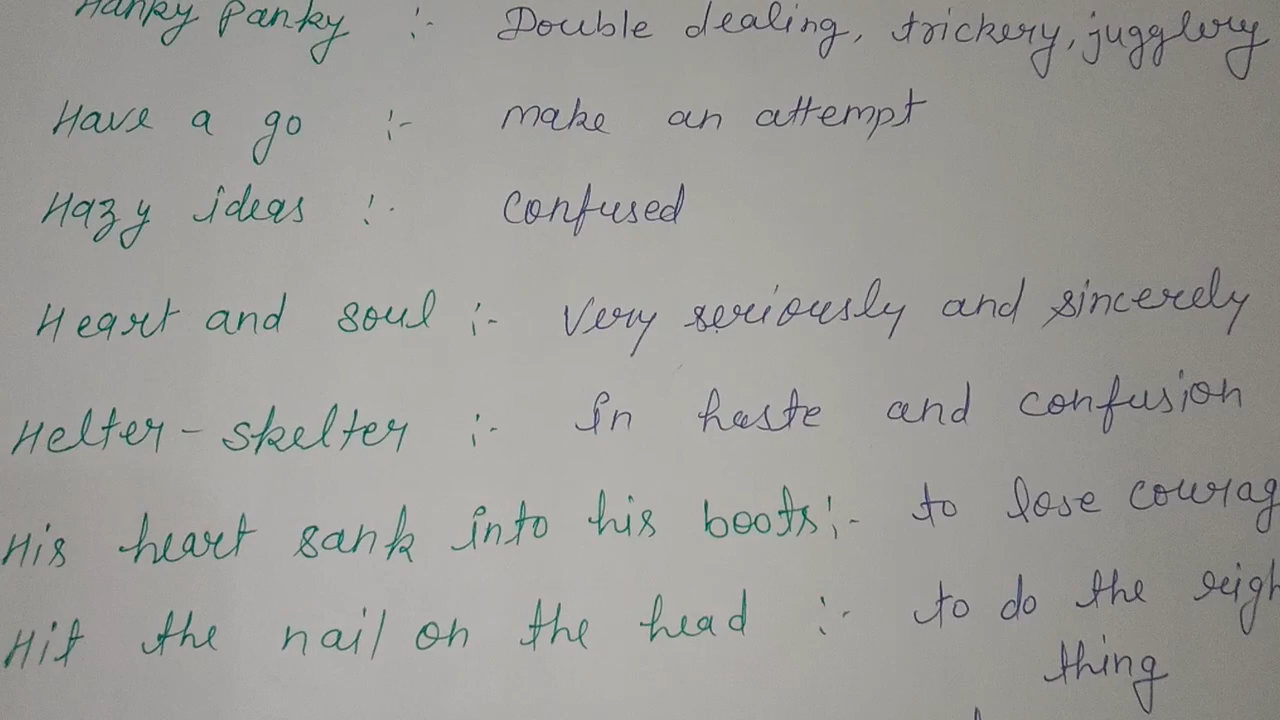 Hanky Panky :- Double dealing, trickery, jugglery
Have a go :- make an attempt
Hazy ideas :- confused
Heart and soul :- Very seriously and sincerely
Helter-skelter :- In haste and confusion
His heart sank into his boots :- to lose courag
Hit the nail on the head :- to do the righ
thing